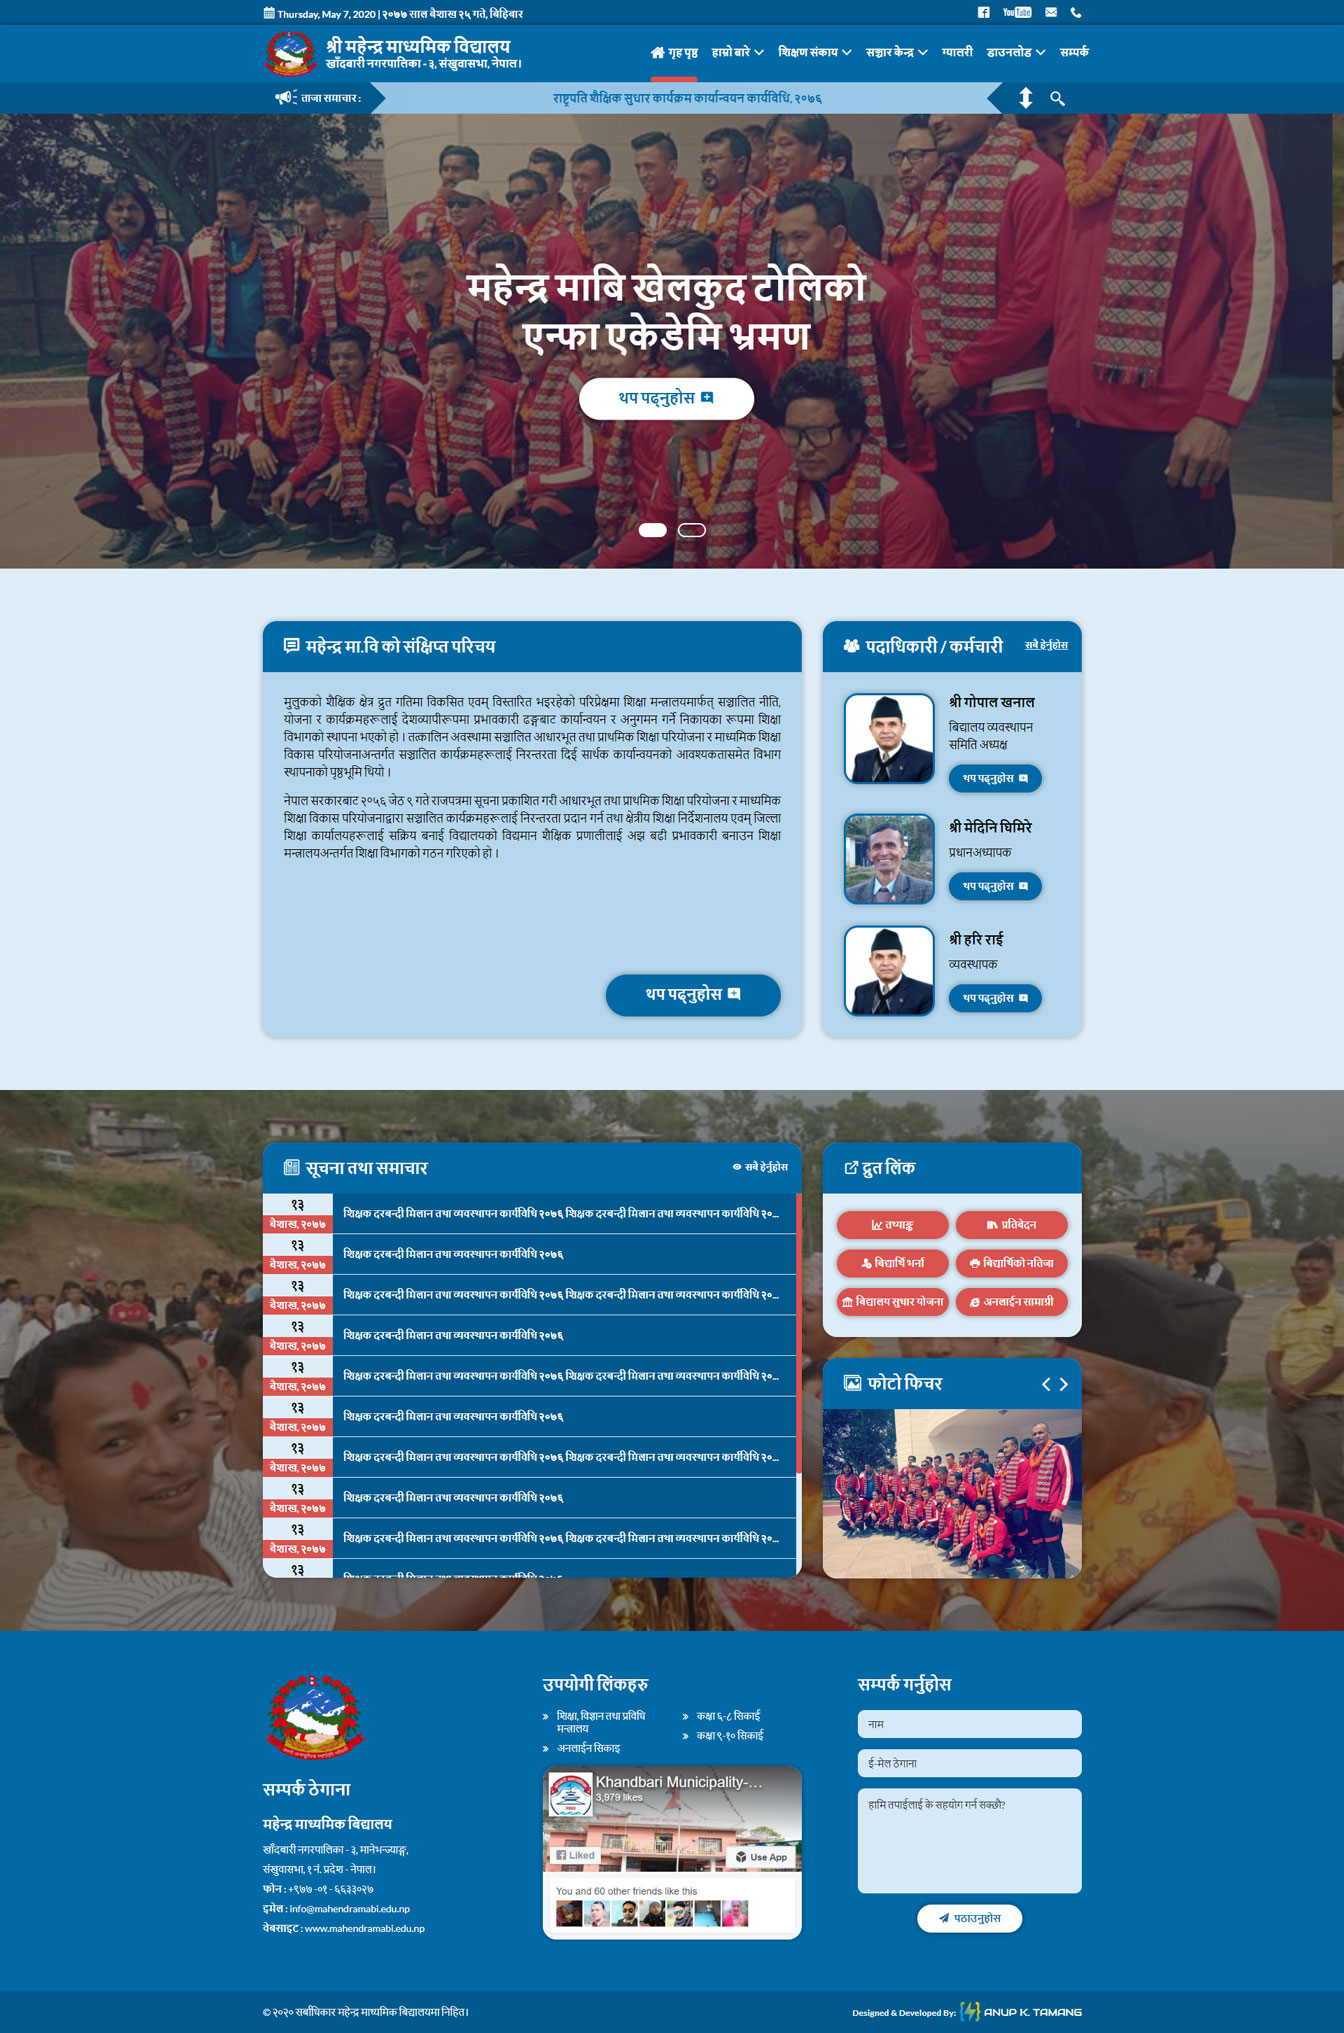 Thursday, May 7, 2020 | २०७७ साल बैशाख २५ गते, बिहिबार
You Tube
श्री महेन्द्र माध्यमिक विद्यालय
खाँदबारी नगरपालिका - ३, संखुवासभा, नेपाल।
गृह पृष्ठ हाम्रो बारे शिक्षण संकाय सञ्चार केन्द्र ग्यालरी डाउनलोड सम्पर्क
ताजा समाचार :
राष्ट्रपति शैक्षिक सुधार कार्यक्रम कार्यान्वयन कार्यविधि, २०७६
महेन्द्र माबि खेलकुद टोलिको
एन्फा एकेडेमि भ्रमण
थप पढ्नुहोस
महेन्द्र मा.वि को संक्षिप्त परिचय
मुलुकको शैक्षिक क्षेत्र द्रुत गतिमा विकसित एवम् विस्तारित भइरहेको परिप्रेक्षमा शिक्षा मन्त्रालयमार्फत् सञ्चालित नीति,
योजना र कार्यक्रमहरूलाई देशव्यापीरूपमा प्रभावकारी ढङ्गबाट कार्यान्वयन र अनुगमन गर्ने निकायका रूपमा शिक्षा
विभागको स्थापना भएको हो । तत्कालिन अवस्थामा सञ्चालित आधारभूत तथा प्राथमिक शिक्षा परियोजना र माध्यमिक शिक्षा
विकास परियोजनाअन्तर्गत सञ्चालित कार्यक्रमहरूलाई निरन्तरता दिई सार्थक कार्यान्वयनको आवश्यकतासमेत विभाग
स्थापनाको पृष्ठभूमि थियो ।
नेपाल सरकारबाट २०५६ जेठ ९ गते राजपत्रमा सूचना प्रकाशित गरी आधारभूत तथा प्राथमिक शिक्षा परियोजना र माध्यमिक
शिक्षा विकास परियोजनाद्वारा सञ्चालित कार्यक्रमहरूलाई निरन्तरता प्रदान गर्न तथा क्षेत्रीय शिक्षा निर्देशनालय एवम् जिल्ला
शिक्षा कार्यालयहरूलाई सक्रिय बनाई विद्यालयको विद्यमान शैक्षिक प्रणालीलाई अझ बढी प्रभावकारी बनाउन शिक्षा
मन्त्रालयअन्तर्गत शिक्षा विभागको गठन गरिएको हो ।
थप पढ्नुहोस
पदाधिकारी / कर्मचारी
सबै हेर्नुहोस
श्री गोपाल खनाल
बिद्यालय व्यवस्थापन
समिति अध्यक्ष
थप पढ्नुहोस
श्री मेदिनि घिमिरे
प्रधानअध्यापक
थप पढ्नुहोस
श्री हरि राई
व्यवस्थापक
थप पढ्नुहोस
सूचना तथा समाचार
सबै हेर्नुहोस
१३
बैशाख, २०७७
शिक्षक दरबन्दी मिलान तथा व्यवस्थापन कार्यविधि २०७६ शिक्षक दरबन्दी मिलान तथा व्यवस्थापन कार्यविधि २०...
१३
बैशाख, २०७७
शिक्षक दरबन्दी मिलान तथा व्यवस्थापन कार्यविधि २०७६
१३
बैशाख, २०७७
शिक्षक दरबन्दी मिलान तथा व्यवस्थापन कार्यविधि २०७६ शिक्षक दरबन्दी मिलान तथा व्यवस्थापन कार्यविधि २०...
१३
बैशाख, २०७७
शिक्षक दरबन्दी मिलान तथा व्यवस्थापन कार्यविधि २०७६
१३
बैशाख, २०७७
शिक्षक दरबन्दी मिलान तथा व्यवस्थापन कार्यविधि २०७६ शिक्षक दरबन्दी मिलान तथा व्यवस्थापन कार्यविधि २०...
१३
बैशाख, २०७७
शिक्षक दरबन्दी मिलान तथा व्यवस्थापन कार्यविधि २०७६
१३
बैशाख, २०७७
शिक्षक दरबन्दी मिलान तथा व्यवस्थापन कार्यविधि २०७६ शिक्षक दरबन्दी मिलान तथा व्यवस्थापन कार्यविधि २०...
१३
बैशाख, २०७७
शिक्षक दरबन्दी मिलान तथा व्यवस्थापन कार्यविधि २०७६
१३
बैशाख, २०७७
शिक्षक दरबन्दी मिलान तथा व्यवस्थापन कार्यविधि २०७६ शिक्षक दरबन्दी मिलान तथा व्यवस्थापन कार्यविधि २०...
१३
द्रुत लिंक
तथ्याङ्क प्रतिबेदन
बिद्यार्थि भर्ना बिद्यार्थिको नतिजा
बिद्यालय सुधार योजना अनलाईन सामाग्री
फोटो फिचर
सम्पर्क ठेगाना
महेन्द्र माध्यमिक बिद्यालय
खाँदबारी नगरपालिका - ३, मानेभन्ज्याङ्ग,
संखुवासभा, १ नं. प्रदेश - नेपाल।
फोन : +९७७ -०१ - ६६३३०२७
इमेल : info@mahendramabi.edu.np
वेबसाइट : www.mahendramabi.edu.np
उपयोगी लिंकहरु
शिक्षा, विज्ञान तथा प्रविधि
मन्त्रालय
अनलाईन सिकाइ
कक्षा ६-८ सिकाई
कक्षा ९-१० सिकाई
Khandbari Municipality-...
3,979 likes
Liked
Use App
You and 60 other friends like this
सम्पर्क गर्नुहोस
नाम
ई-मेल ठेगाना
हामि तपाईलाई के सहयोग गर्न सक्छौ?
पठाउनुहोस
© २०२० सर्बाधिकार महेन्द्र माध्यमिक बिद्यालयमा निहित।
Designed & Developed By: ANUP K. TAMANG